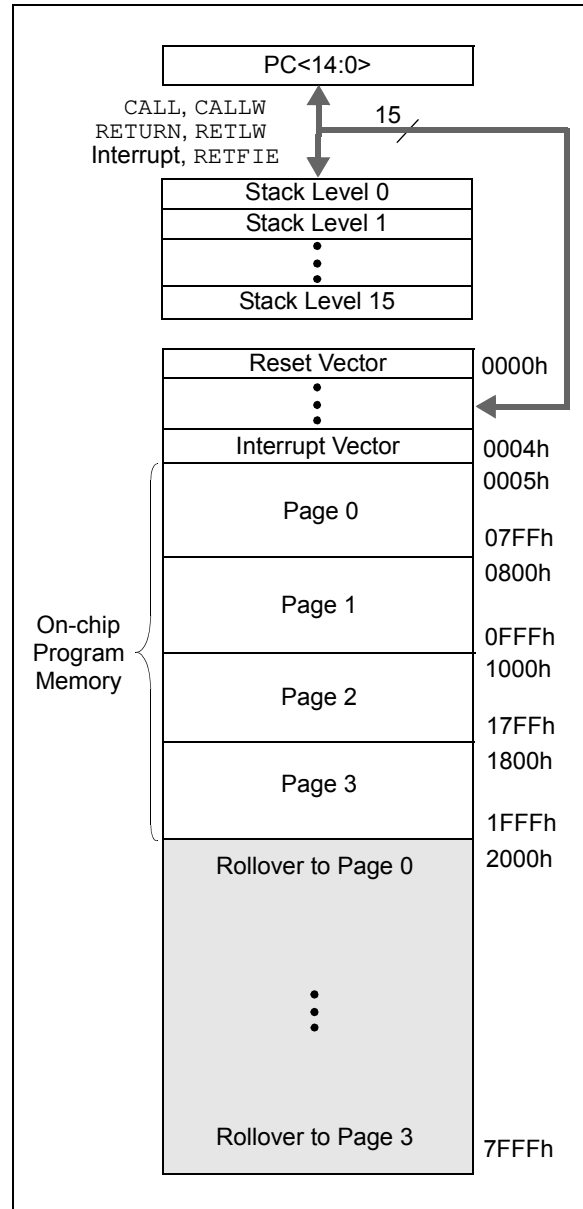 PC<14:0>
CALL, CALLW
RETURN, RETLW
Interrupt, RETFIE
15
Stack Level 0
Stack Level 1
Stack Level 15
Reset Vector
0000h
Interrupt Vector
0004h
0005h
Page 0
07FFh
0800h
Page 1
0FFFh
On-chip
Program
Memory
1000h
Page 2
17FFh
1800h
Page 3
1FFFh
Rollover to Page 0
2000h
Rollover to Page 3
7FFFh